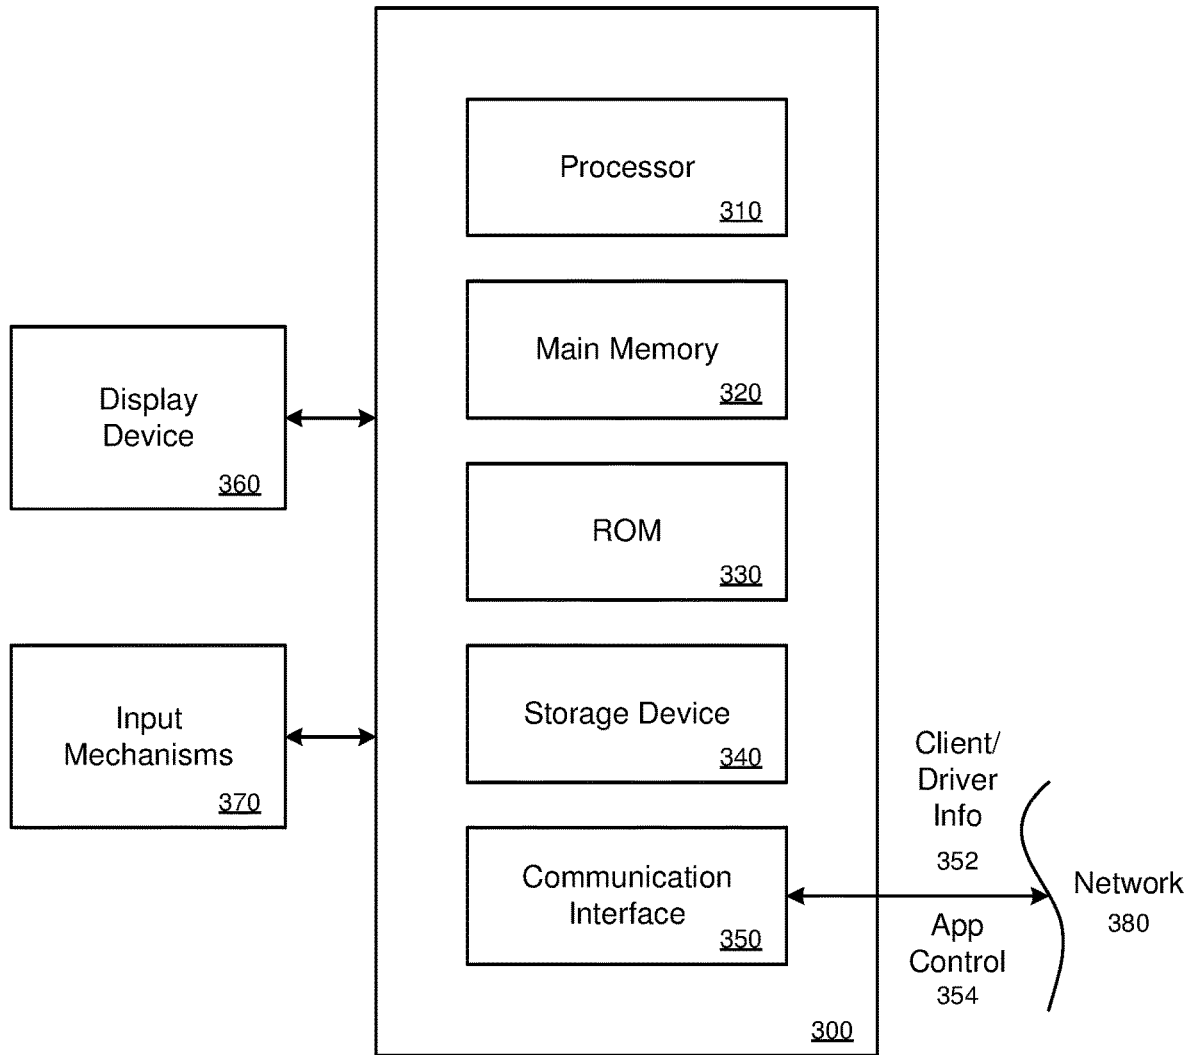 Processor
310
Main Memory
320
Display
Device
360
ROM
330
Input
Mechanisms
370
Storage Device
340
Client/
Driver
Info
352
Communication
Interface
350
Network
380
App
Control
354
300